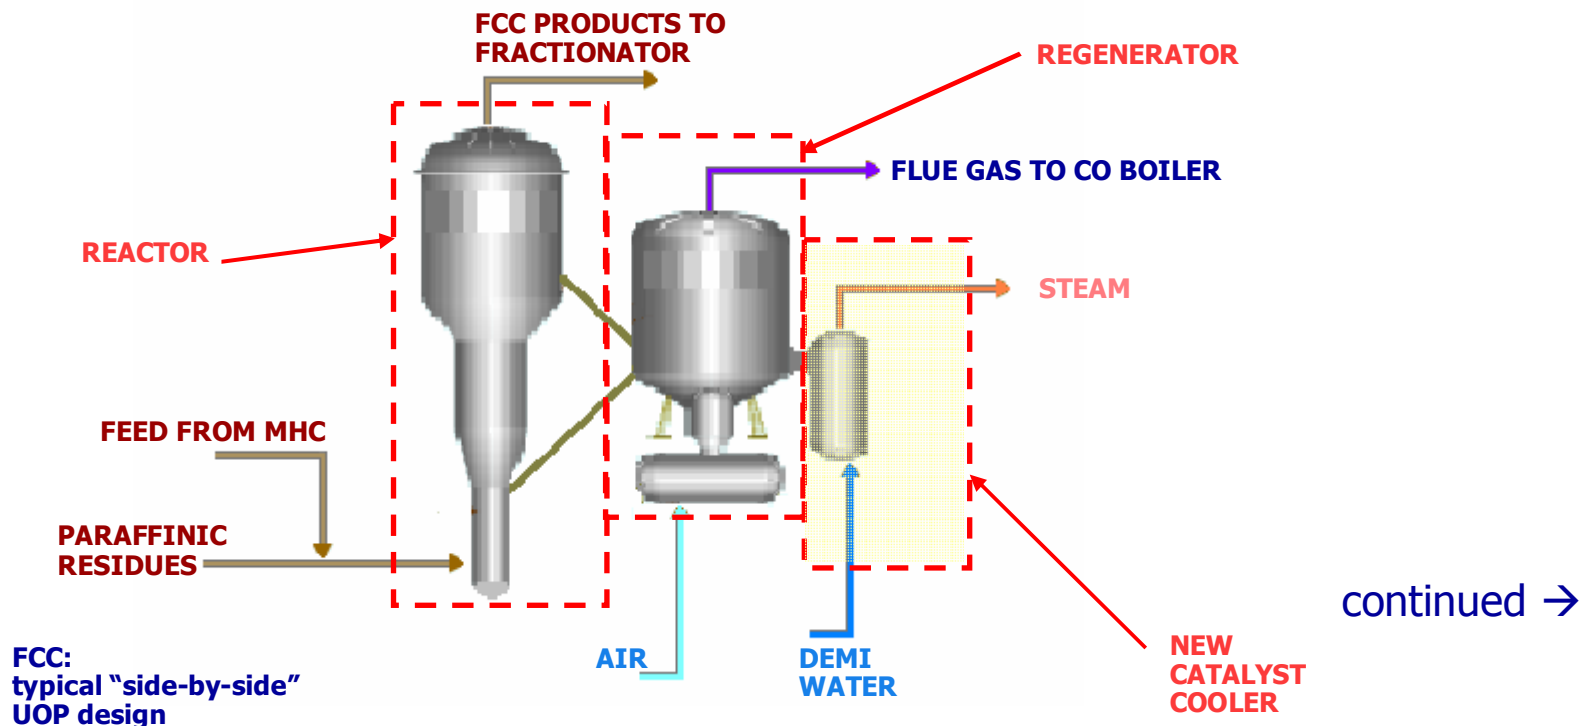 FCC PRODUCTS TO
FRACTIONATOR
REGENERATOR
FLUE GAS TO CO BOILER
REACTOR
STEAM
FEED FROM MHC
PARAFFINIC
RESIDUES
continued →
AIR
DEMI
WATER
NEW
CATALYST
COOLER
FCC:
typical “side-by-side”
UOP design